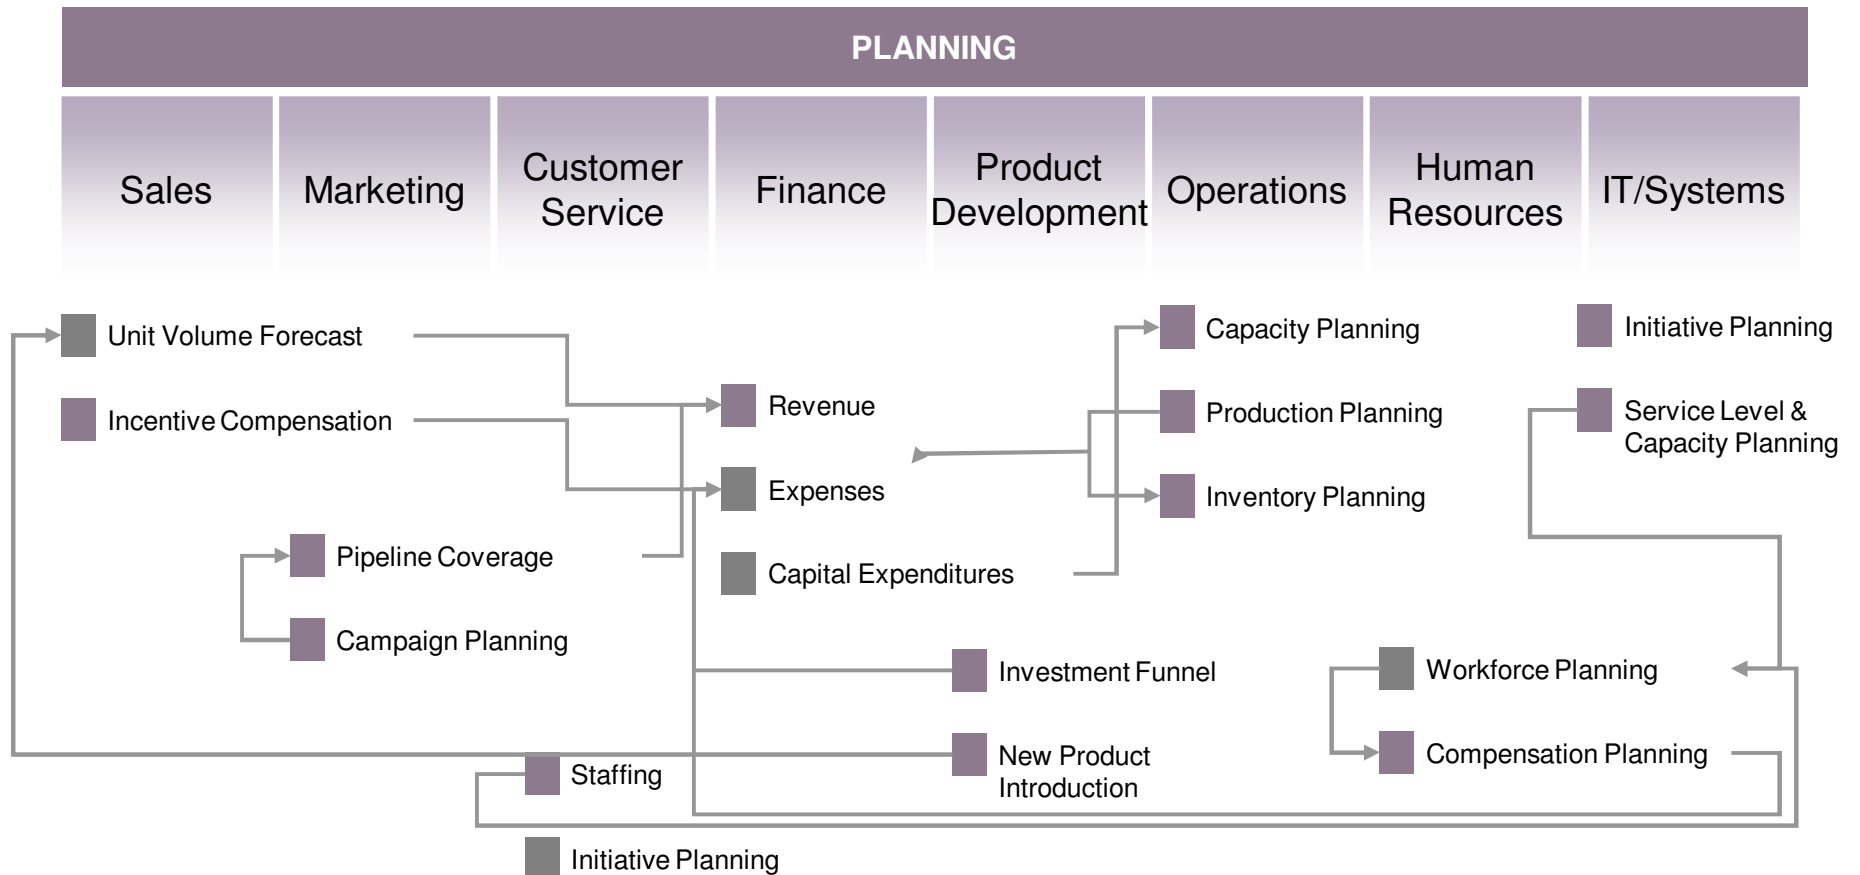 PLANNING
Sales
Marketing
Customer
Service
Finance
Product
Development
Operations
Human
Resources
IT/Systems
Unit Volume Forecast
Incentive Compensation
Pipeline Coverage
Campaign Planning
Staffing
Initiative Planning
Revenue
Expenses
Capital Expenditures
Investment Funnel
New Product
Introduction
Capacity Planning
Production Planning
Inventory Planning
Workforce Planning
Compensation Planning
Initiative Planning
Service Level &
Capacity Planning